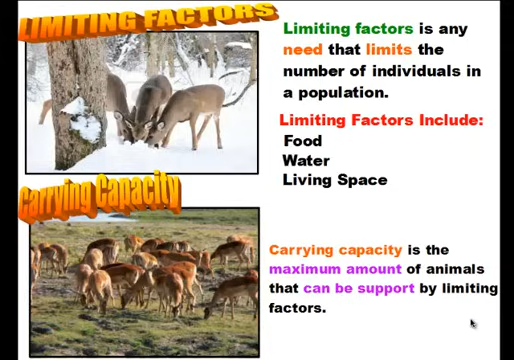 LIMITING FACTORS
Limiting factors is any
need that limits the
number of individuals in
a population.
Limiting Factors Include:
Food
Water
Living Space
Carrying Capacity
Carrying capacity is the
maximum amount of animals
that can be support by limiting
factors.